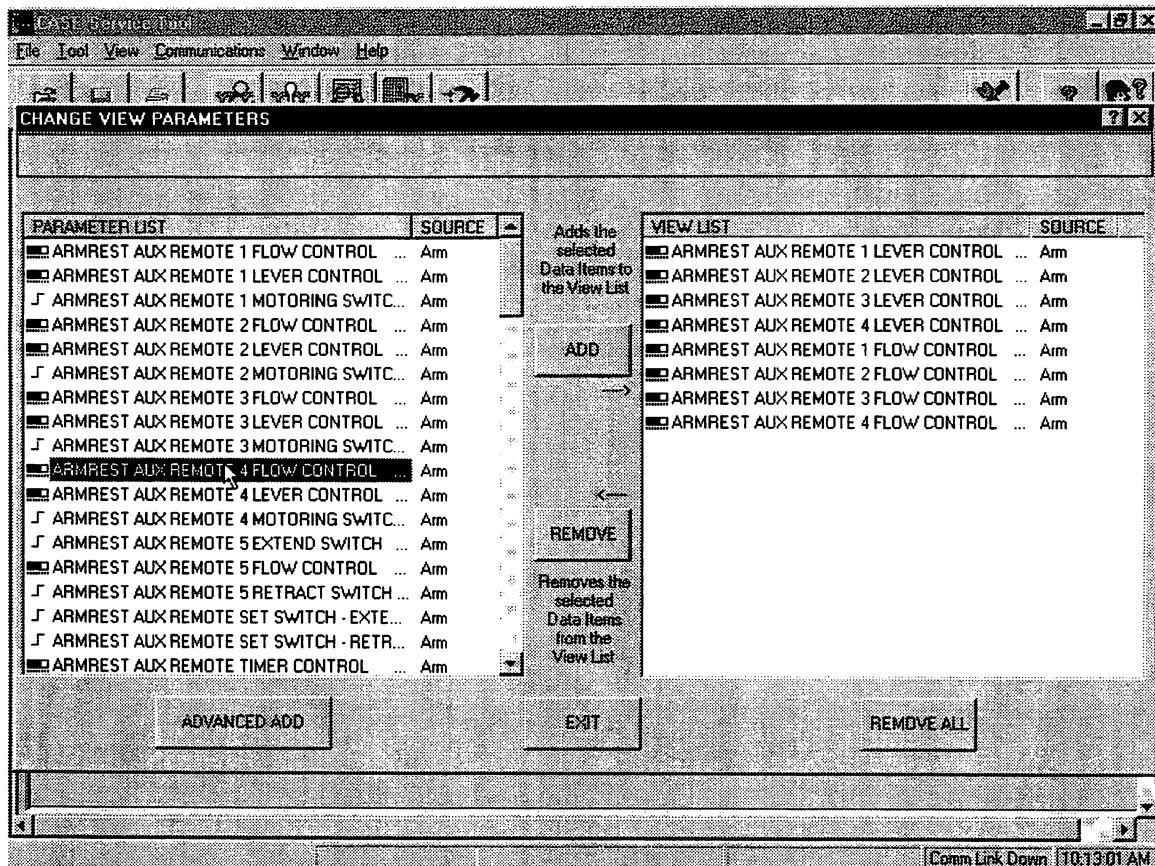 CASE Service Tool
File Tool View Communications Window Help
CHANGE VIEW PARAMETERS
PARAMETER LIST SOURCE
ARMREST AUX REMOTE 1 FLOW CONTROL ... Arm
ARMREST AUX REMOTE 1 LEVER CONTROL ... Arm
ARMREST AUX REMOTE 1 MOTORING SWITC... Arm
ARMREST AUX REMOTE 2 FLOW CONTROL ... Arm
ARMREST AUX REMOTE 2 LEVER CONTROL ... Arm
ARMREST AUX REMOTE 2 MOTORING SWITC... Arm
ARMREST AUX REMOTE 3 FLOW CONTROL ... Arm
ARMREST AUX REMOTE 3 LEVER CONTROL ... Arm
ARMREST AUX REMOTE 3 MOTORING SWITC... Arm
ARMREST AUX REMOTE 4 FLOW CONTROL ... Arm
ARMREST AUX REMOTE 4 LEVER CONTROL ... Arm
ARMREST AUX REMOTE 4 MOTORING SWITC... Arm
ARMREST AUX REMOTE 5 EXTEND SWITCH ... Arm
ARMREST AUX REMOTE 5 FLOW CONTROL ... Arm
ARMREST AUX REMOTE 5 RETRACT SWITCH ... Arm
ARMREST AUX REMOTE SET SWITCH - EXTE... Arm
ARMREST AUX REMOTE SET SWITCH - RETR... Arm
ARMREST AUX REMOTE TIMER CONTROL ... Arm
Adds the
selected
Data Items to
the View List
ADD
REMOVE
Removes the
selected
Data Items
from the
View List
VIEW LIST SOURCE
ARMREST AUX REMOTE 1 LEVER CONTROL ... Arm
ARMREST AUX REMOTE 2 LEVER CONTROL ... Arm
ARMREST AUX REMOTE 3 LEVER CONTROL ... Arm
ARMREST AUX REMOTE 4 LEVER CONTROL ... Arm
ARMREST AUX REMOTE 1 FLOW CONTROL ... Arm
ARMREST AUX REMOTE 2 FLOW CONTROL ... Arm
ARMREST AUX REMOTE 3 FLOW CONTROL ... Arm
ARMREST AUX REMOTE 4 FLOW CONTROL ... Arm
ADVANCED ADD EXIT REMOVE ALL
Comm Link Down 10:13:01 AM